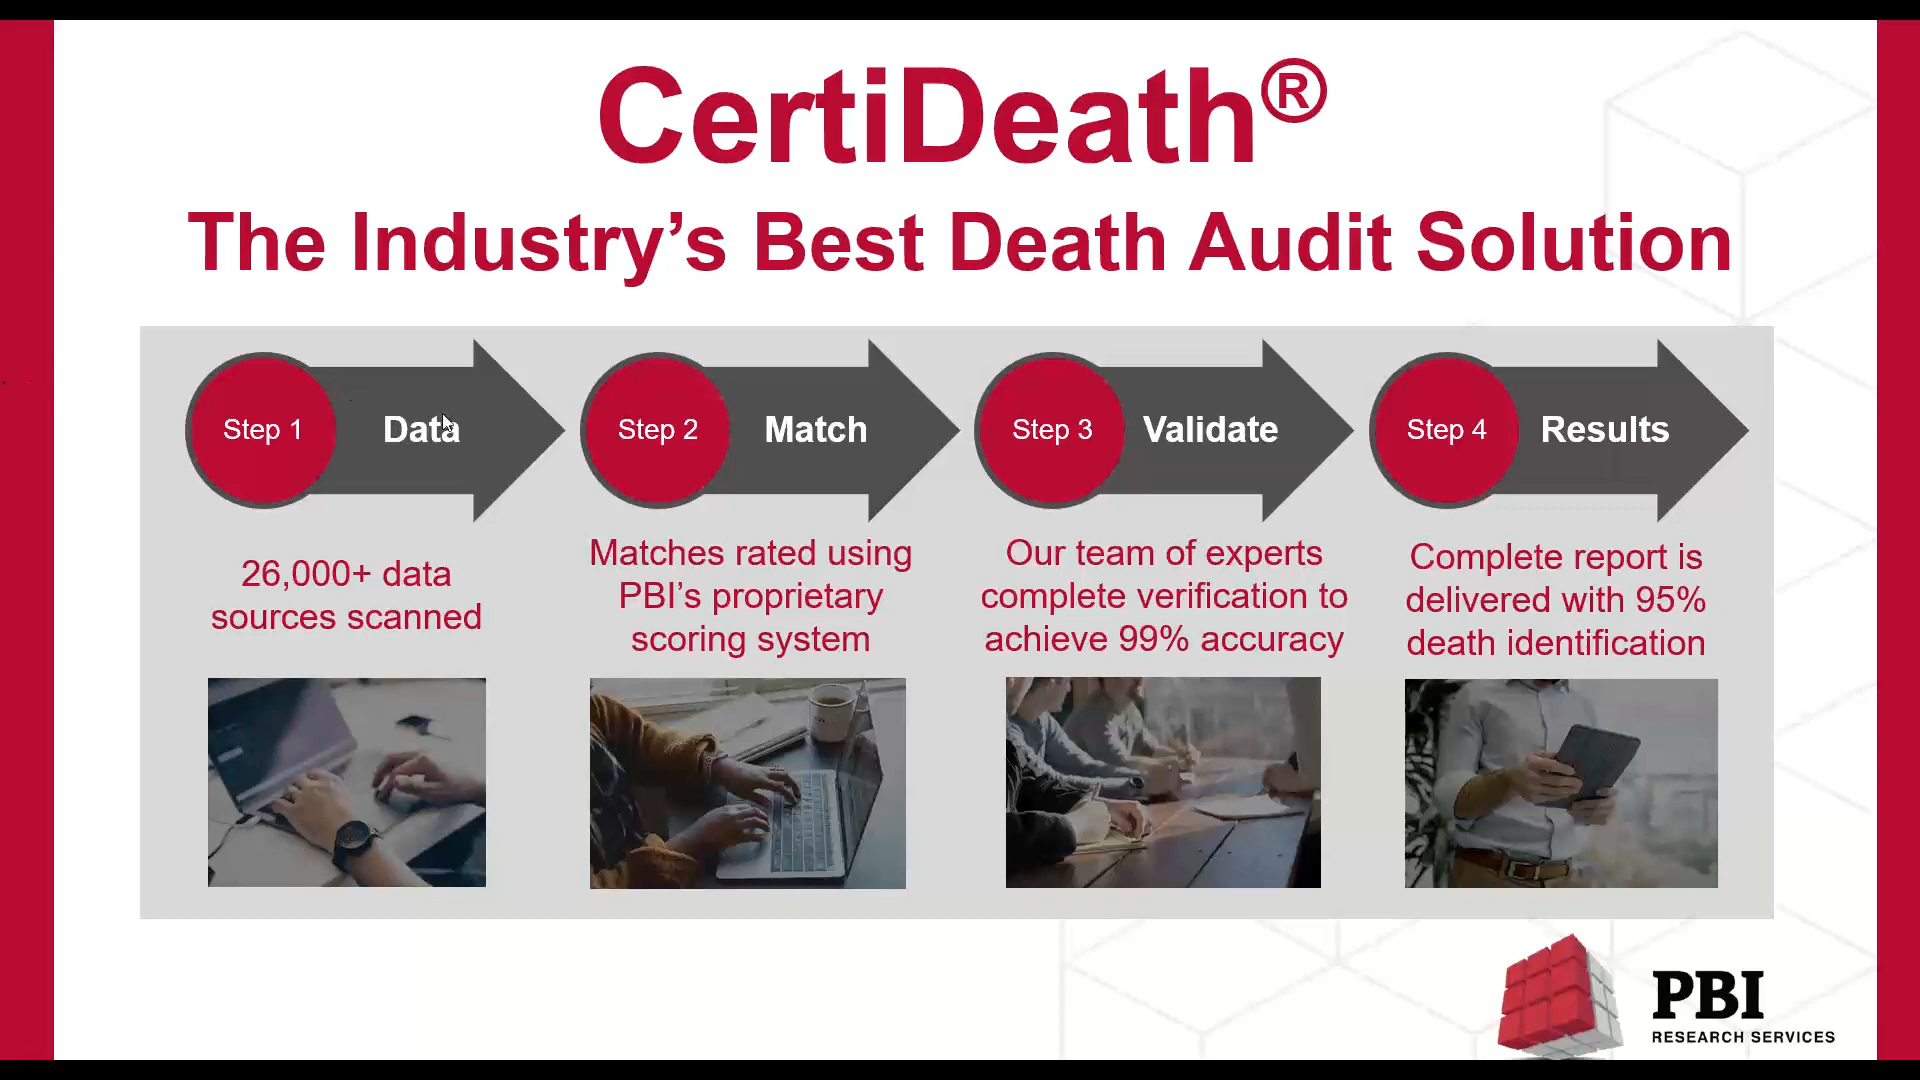 CertiDeath®
The Industry’s Best Death Audit Solution
Step 1
Data
Step 2
Match
Step 3
Validate
Step 4
Results
26,000+ data
sources scanned
Matches rated using
PBI’s proprietary
scoring system
Our team of experts
complete verification to
achieve 99% accuracy
Complete report is
delivered with 95%
death identification
PBI
RESEARCH SERVICES